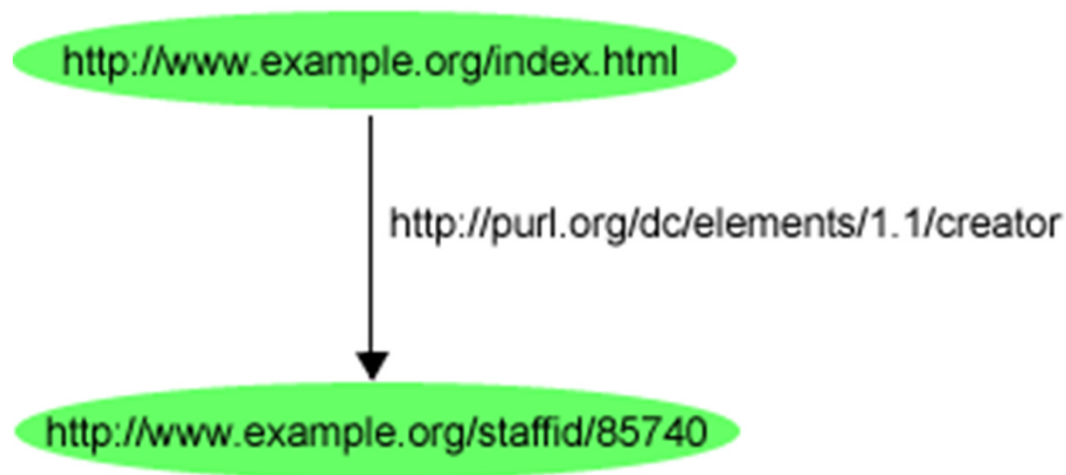 http://www.example.org/index.html
http://purl.org/dc/elements/1.1/creator
http://www.example.org/staffid/85740